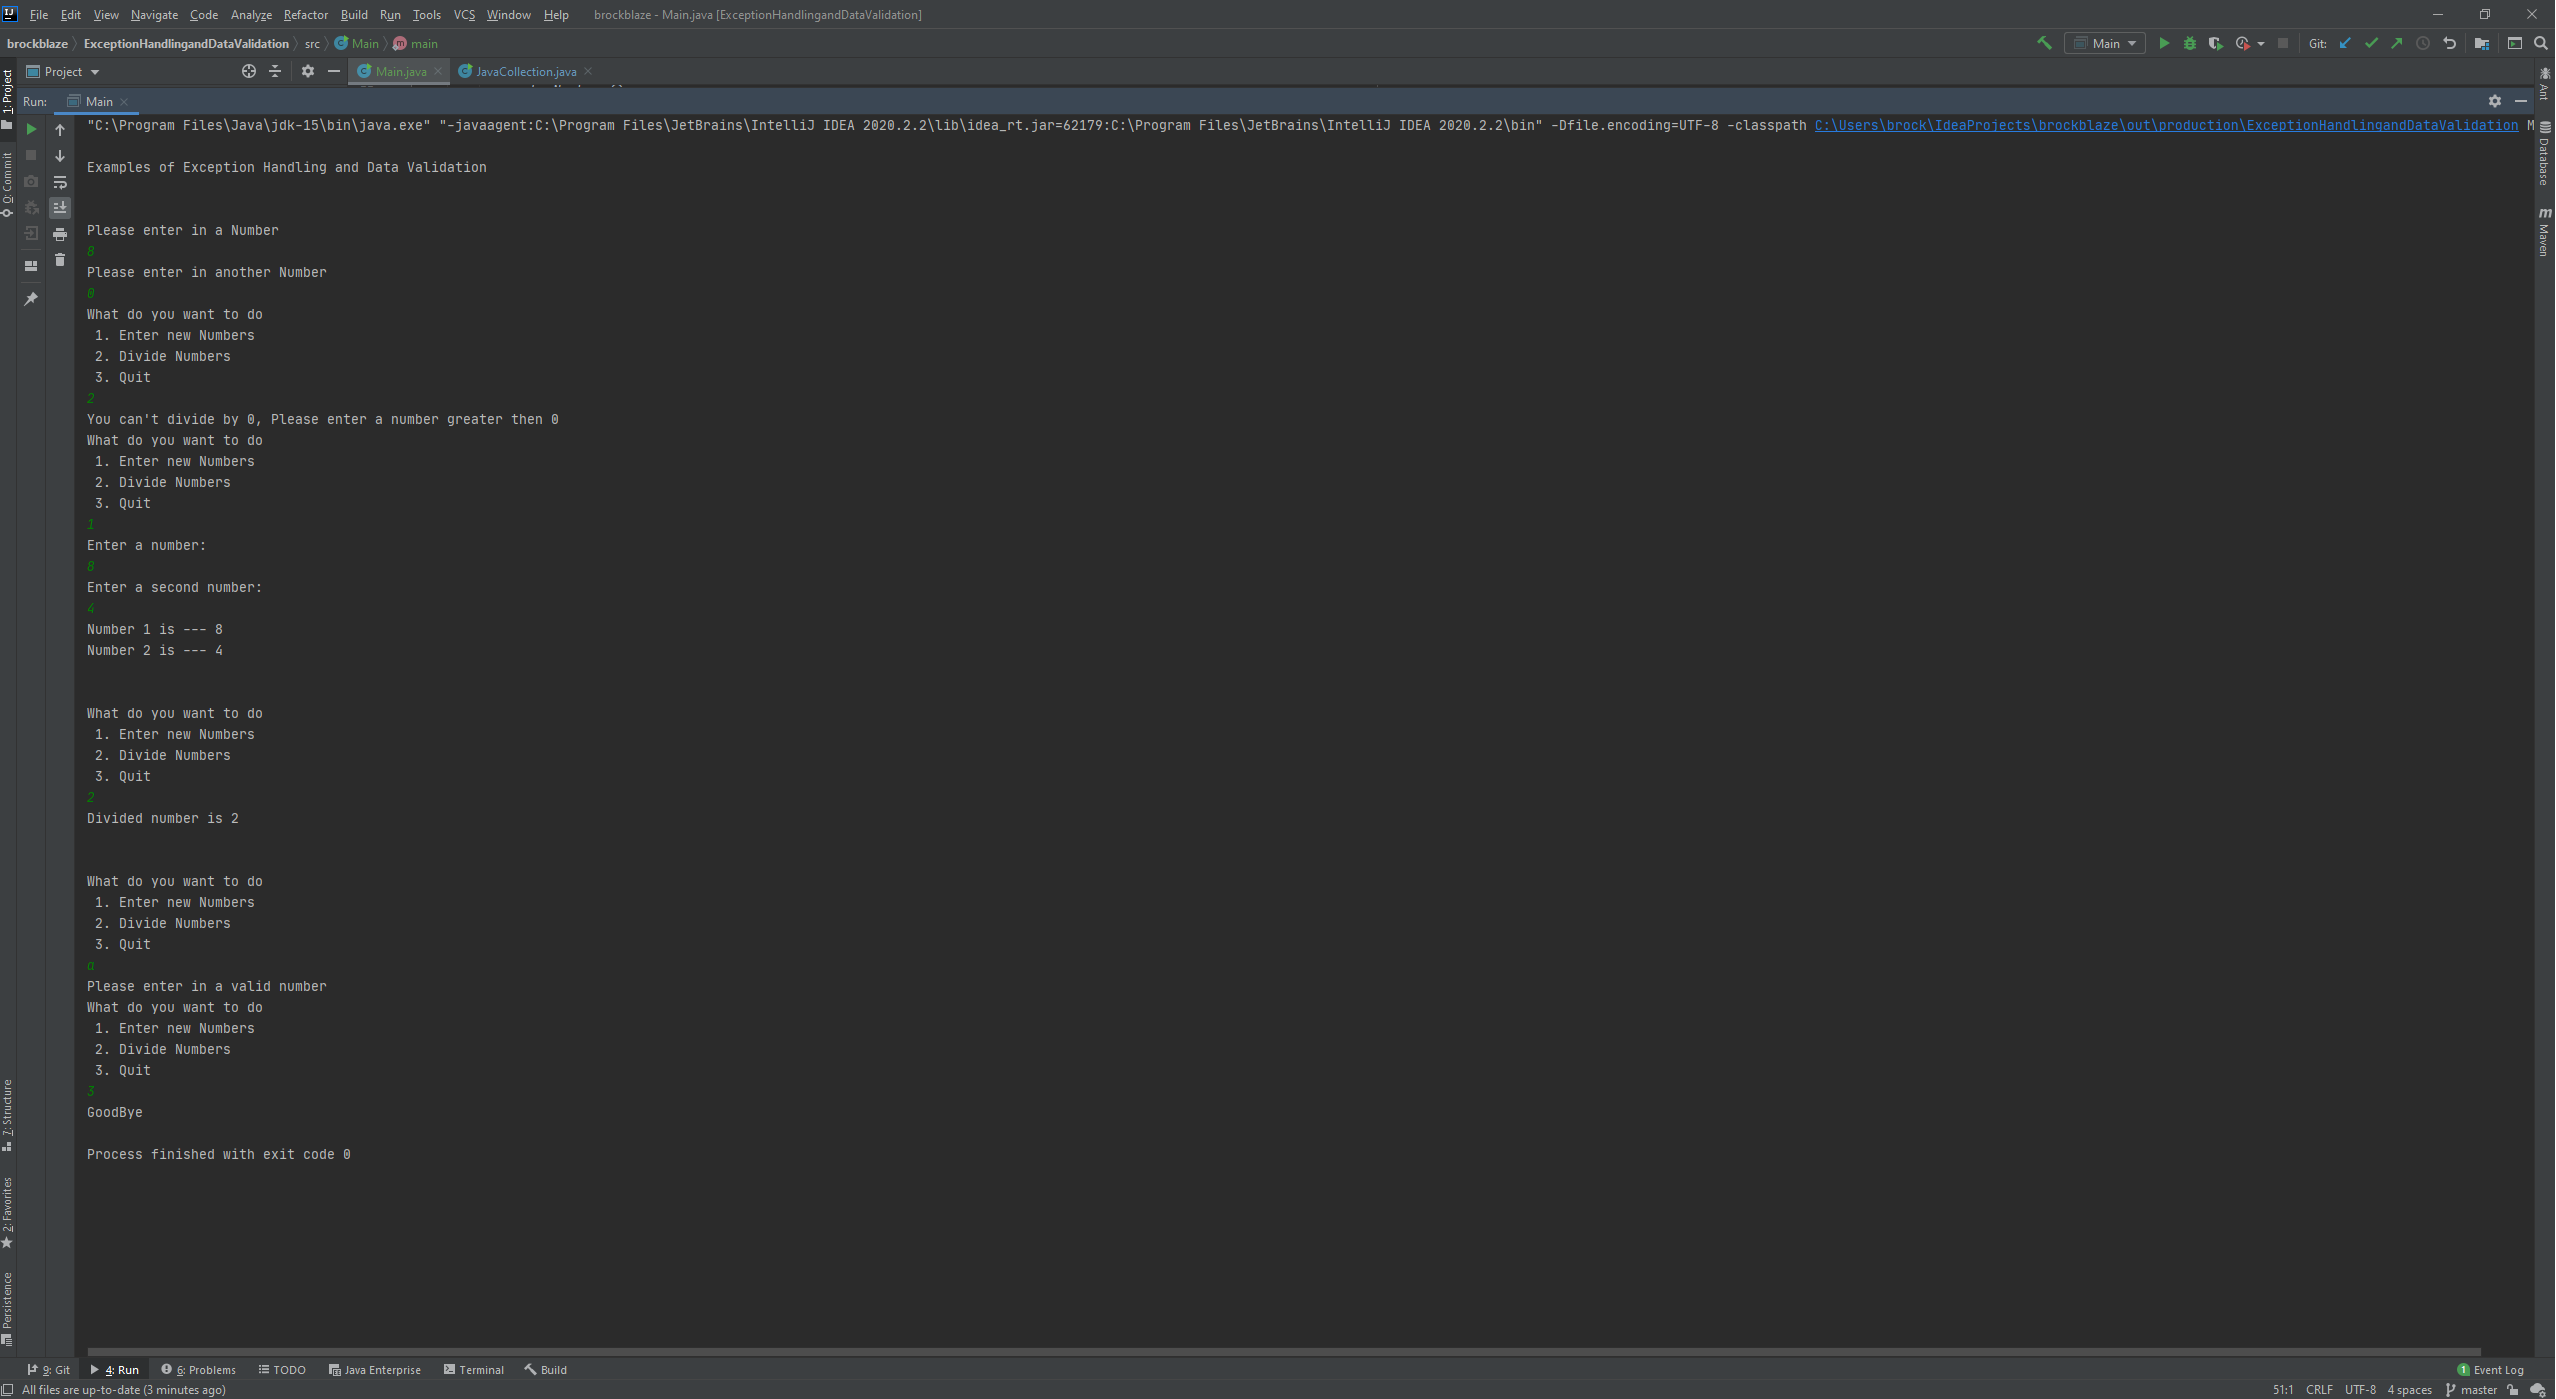 File Edit View Navigate Code Analyze Refactor Build Run Tools VCS Window Help brockblaze - Main.java [ExceptionHandlingandDataValidation]
brockblaze ExceptionHandlingandDataValidation src Main main Main Git:
Project Main.java JavaCollection.java
Run: Main
"C:\Program Files\Java\jdk-15\bin\java.exe" "-javaagent:C:\Program Files\JetBrains\IntelliJ IDEA 2020.2.2\lib\idea_rt.jar=62179:C:\Program Files\JetBrains\IntelliJ IDEA 2020.2.2\bin" -Dfile.encoding=UTF-8 -classpath C:\Users\brock\IdeaProjects\brockblaze\out\production\ExceptionHandlingandDataValidation M
Examples of Exception Handling and Data Validation
Please enter in a Number
8
Please enter in another Number
0
What do you want to do
1. Enter new Numbers
2. Divide Numbers
3. Quit
2
You can't divide by 0, Please enter a number greater then 0
What do you want to do
1. Enter new Numbers
2. Divide Numbers
3. Quit
1
Enter a number:
8
Enter a second number:
4
Number 1 is --- 8
Number 2 is --- 4
What do you want to do
1. Enter new Numbers
2. Divide Numbers
3. Quit
2
Divided number is 2
What do you want to do
1. Enter new Numbers
2. Divide Numbers
3. Quit
a
Please enter in a valid number
What do you want to do
1. Enter new Numbers
2. Divide Numbers
3. Quit
3
GoodBye
Process finished with exit code 0
1: Project
0: Commit
7: Structure
2: Favorites
Persistence
Ant
Database
m Maven
9: Git 4: Run 6: Problems TODO Java Enterprise Terminal Build 1 Event Log
All files are up-to-date (3 minutes ago) 51:1 CRLF UTF-8 4 spaces master